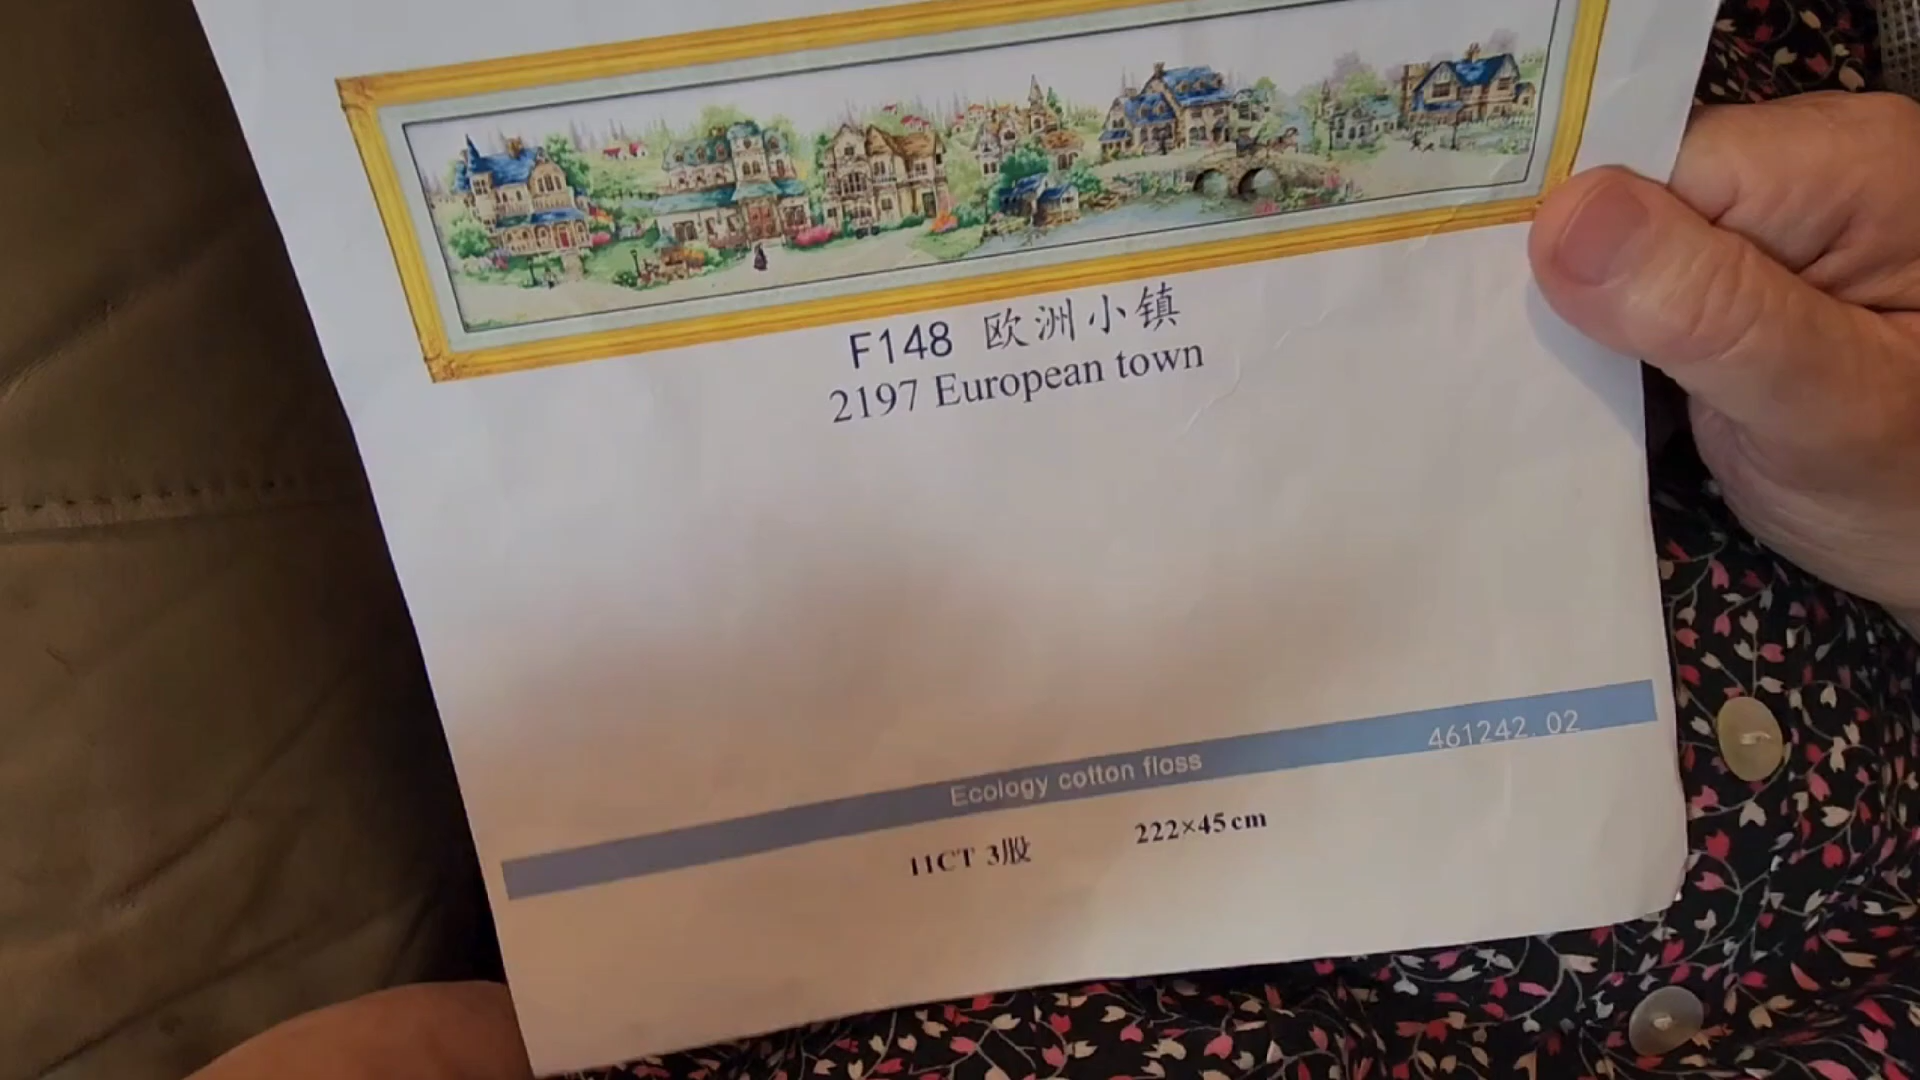 F148 欧洲小镇
2197 European town
Ecology cotton floss
461242.02
11CT 3股
222×45cm